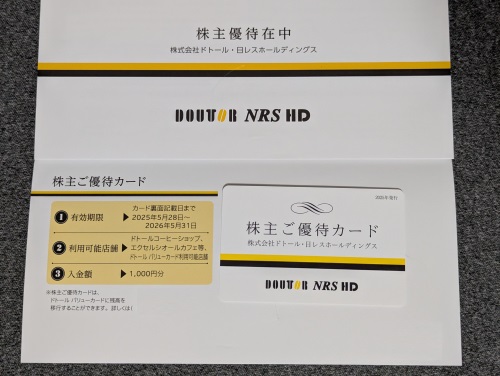 株主優待在中
株式会社ドトール・日レスホールディングス
DOUTOR NRS HD
株主ご優待カード
1 有効期限 ▶ カード裏面記載日まで
2025年5月28日〜
2026年5月31日
2 利用可能店舗 ▶ ドトールコーヒーショップ、
エクセルシオールカフェ等、
ドトール バリューカード利用可能店舗
3 入金額 ▶ 1,000円分
※株主ご優待カードは、
ドトール バリューカードに残高を
移行することができます。詳しくは
2025年発行
株主ご優待カード
株式会社ドトール・日レスホールディングス
DOUTOR NRS HD